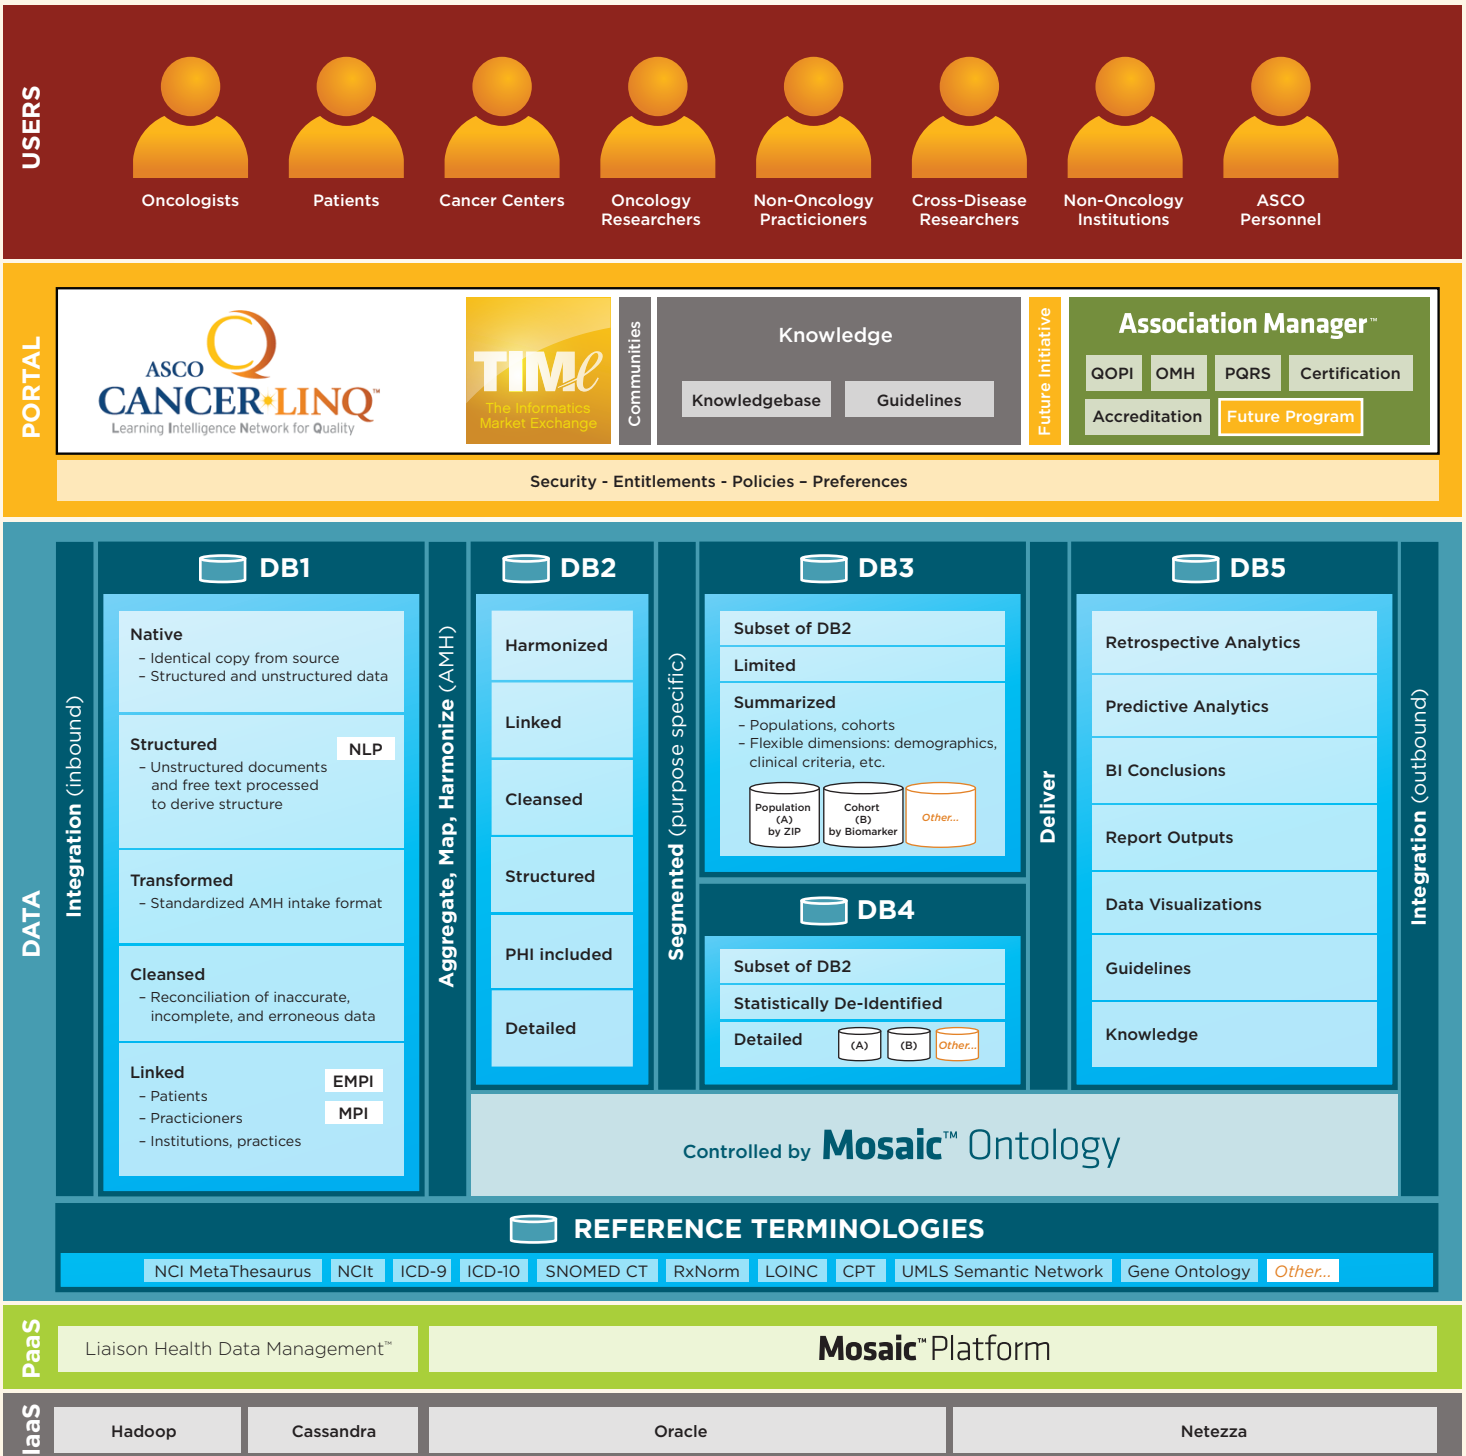 USERS
Oncologists
Patients
Cancer Centers
Oncology
Researchers
Non-Oncology
Practicioners
Cross-Disease
Researchers
Non-Oncology
Institutions
ASCO
Personnel
PORTAL
ASCO
CANCER LINQ™
Learning Intelligence Network for Quality
TIMe
The Informatics
Market Exchange
Communities
Knowledge
Knowledgebase
Guidelines
Future Initiative
Association Manager™
QOPI
OMH
PQRS
Certification
Accreditation
Future Program
Security - Entitlements - Policies – Preferences
DATA
Integration (inbound)
DB1
Native
– Identical copy from source
– Structured and unstructured data
Structured
NLP
– Unstructured documents
and free text processed
to derive structure
Transformed
– Standardized AMH intake format
Cleansed
– Reconciliation of inaccurate,
incomplete, and erroneous data
Linked
– Patients
– Practicioners
– Institutions, practices
EMPI
MPI
Aggregate, Map, Harmonize (AMH)
DB2
Harmonized
Linked
Cleansed
Structured
PHI included
Detailed
Segmented (purpose specific)
DB3
Subset of DB2
Limited
Summarized
– Populations, cohorts
– Flexible dimensions: demographics,
clinical criteria, etc.
Population
(A)
by ZIP
Cohort
(B)
by Biomarker
Other...
DB4
Subset of DB2
Statistically De-Identified
Detailed
(A)
(B)
Other...
Deliver
DB5
Retrospective Analytics
Predictive Analytics
BI Conclusions
Report Outputs
Data Visualizations
Guidelines
Knowledge
Integration (outbound)
Controlled by Mosaic™ Ontology
REFERENCE TERMINOLOGIES
NCI MetaThesaurus
NCIt
ICD-9
ICD-10
SNOMED CT
RxNorm
LOINC
CPT
UMLS Semantic Network
Gene Ontology
Other...
PaaS
Liaison Health Data Management™
Mosaic™ Platform
IaaS
Hadoop
Cassandra
Oracle
Netezza